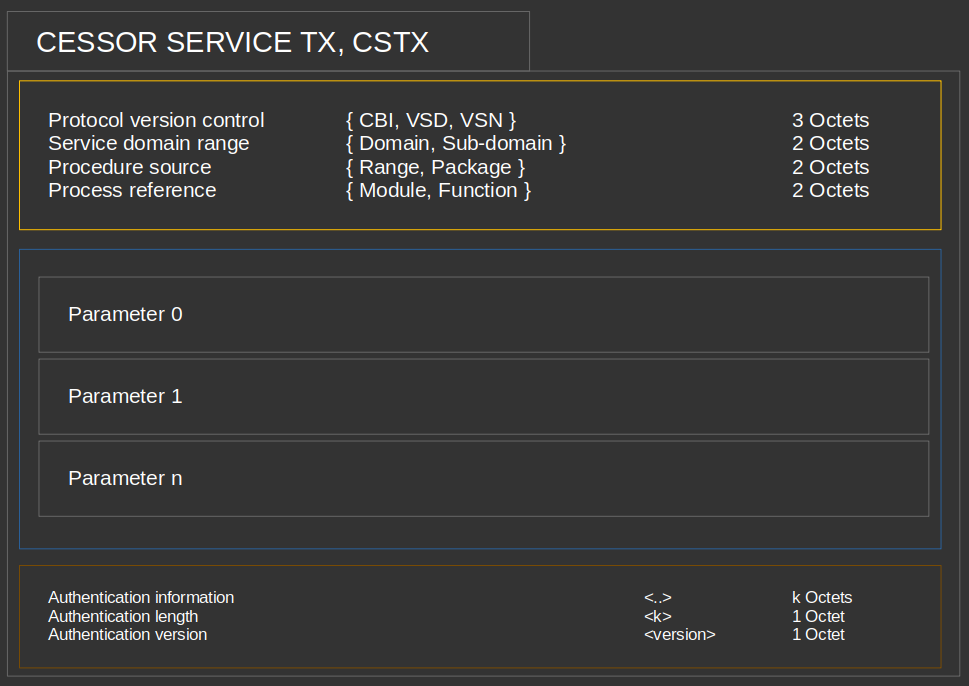 CESSOR SERVICE TX, CSTX
Protocol version control { CBI, VSD, VSN } 3 Octets
Service domain range { Domain, Sub-domain } 2 Octets
Procedure source { Range, Package } 2 Octets
Process reference { Module, Function } 2 Octets
Parameter 0
Parameter 1
Parameter n
Authentication information <..> k Octets
Authentication length <k> 1 Octet
Authentication version <version> 1 Octet